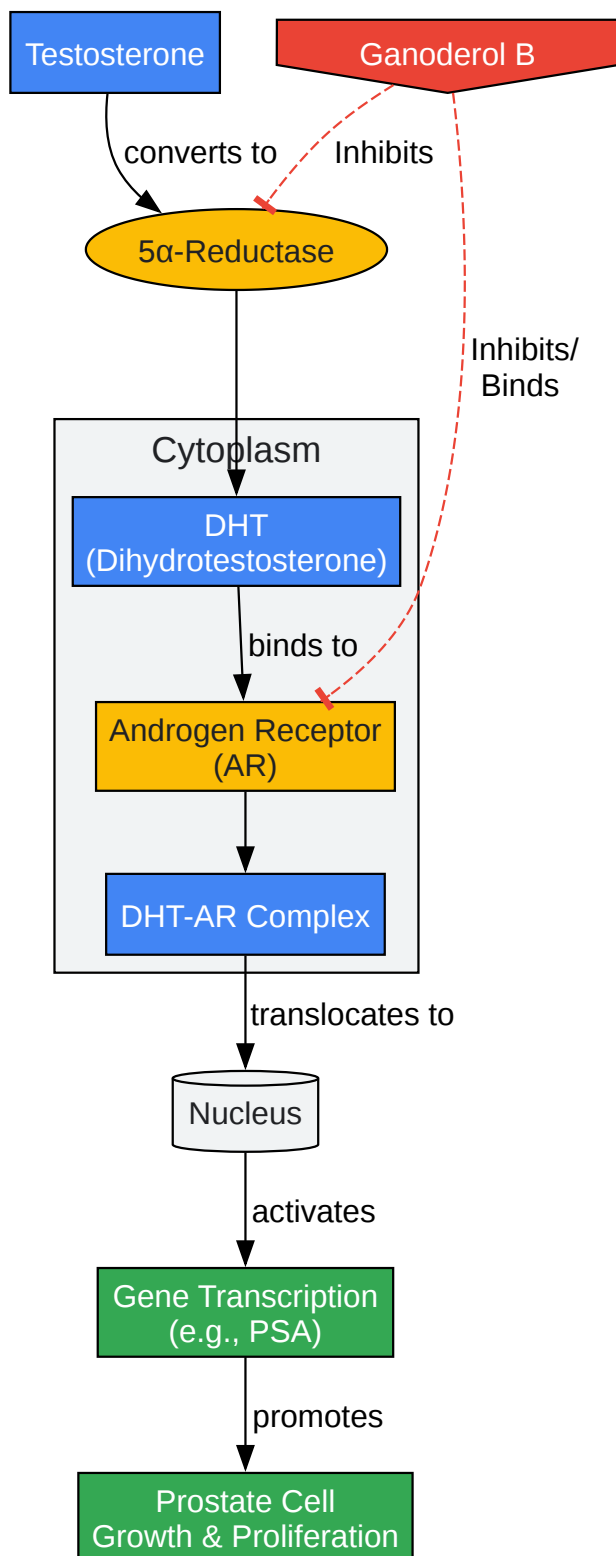 Testosterone
Ganoderol B
converts to
Inhibits
5α-Reductase
Inhibits/
Binds
Cytoplasm
DHT
(Dihydrotestosterone)
binds to
Androgen Receptor
(AR)
DHT-AR Complex
translocates to
Nucleus
activates
Gene Transcription
(e.g., PSA)
promotes
Prostate Cell
Growth & Proliferation